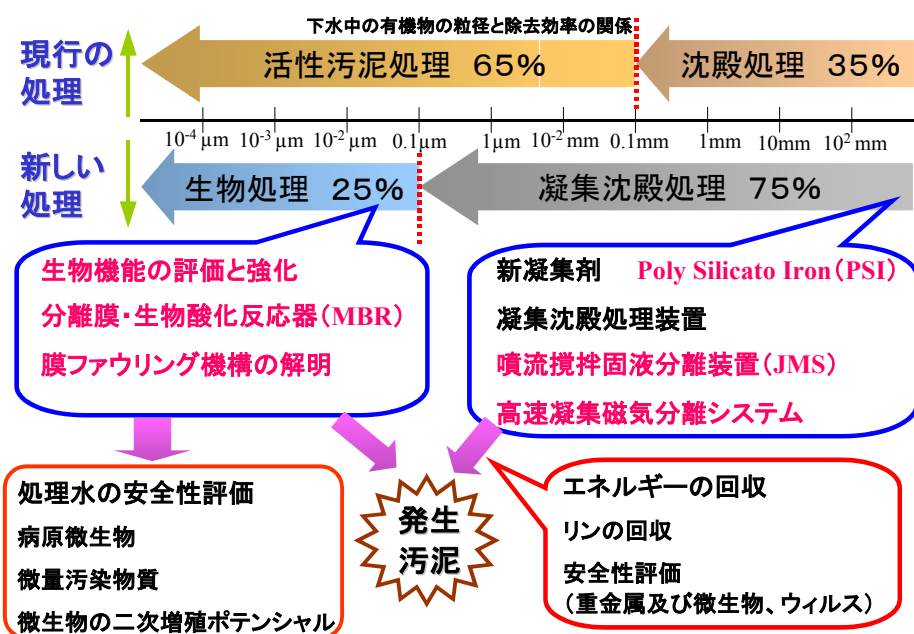 下水中の有機物の粒径と除去効率の関係
現行の
処理
活性汚泥処理 65%
沈殿処理 35%
10-4 μm 10-3 μm 10-2 μm 0.1μm 1μm 10-2 mm 0.1mm 1mm 10mm 102 mm
新しい
処理
生物処理 25%
凝集沈殿処理 75%
生物機能の評価と強化
分離膜・生物酸化反応器(MBR)
膜ファウリング機構の解明
新凝集剤 Poly Silicato Iron(PSI)
凝集沈殿処理装置
噴流撹拌固液分離装置(JMS)
高速凝集磁気分離システム
処理水の安全性評価
病原微生物
微量汚染物質
微生物の二次増殖ポテンシャル
発生
汚泥
エネルギーの回収
リンの回収
安全性評価
(重金属及び微生物、ウィルス)